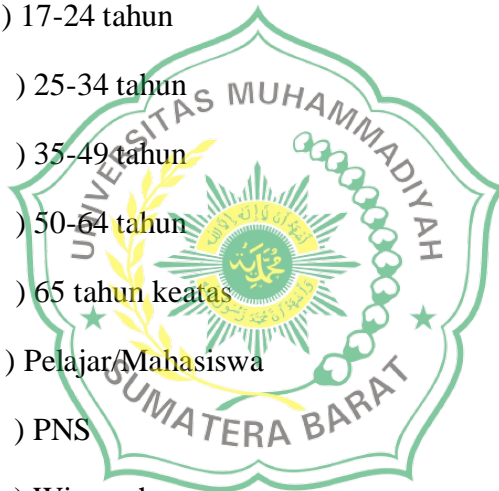 ) 17-24 tahun
) 25-34 tahun
) 35-49 tahun
) 50-64 tahun
) 65 tahun keatas
) Pelajar/Mahasiswa
) PNS
UNIVERSITAS MUHAMMADIYAH
SUMATERA BARAT